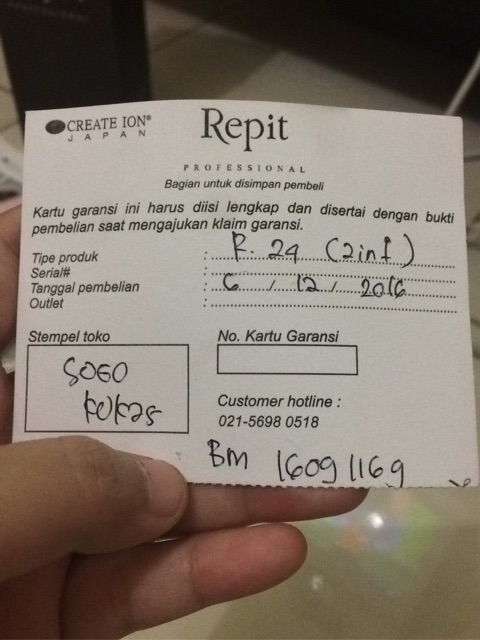 CREATE ION®
JAPAN
Repit
PROFESSIONAL
Bagian untuk disimpan pembeli
Kartu garansi ini harus diisi lengkap dan disertai dengan bukti
pembelian saat mengajukan klaim garansi.
Tipe produk : R. 24 (2in1)
Serial# :
Tanggal pembelian : 6 / 12 / 2016
Outlet :
Stempel toko
No. Kartu Garansi
SOGO
KOKAS
Customer hotline :
021-5698 0518
BM 16091169